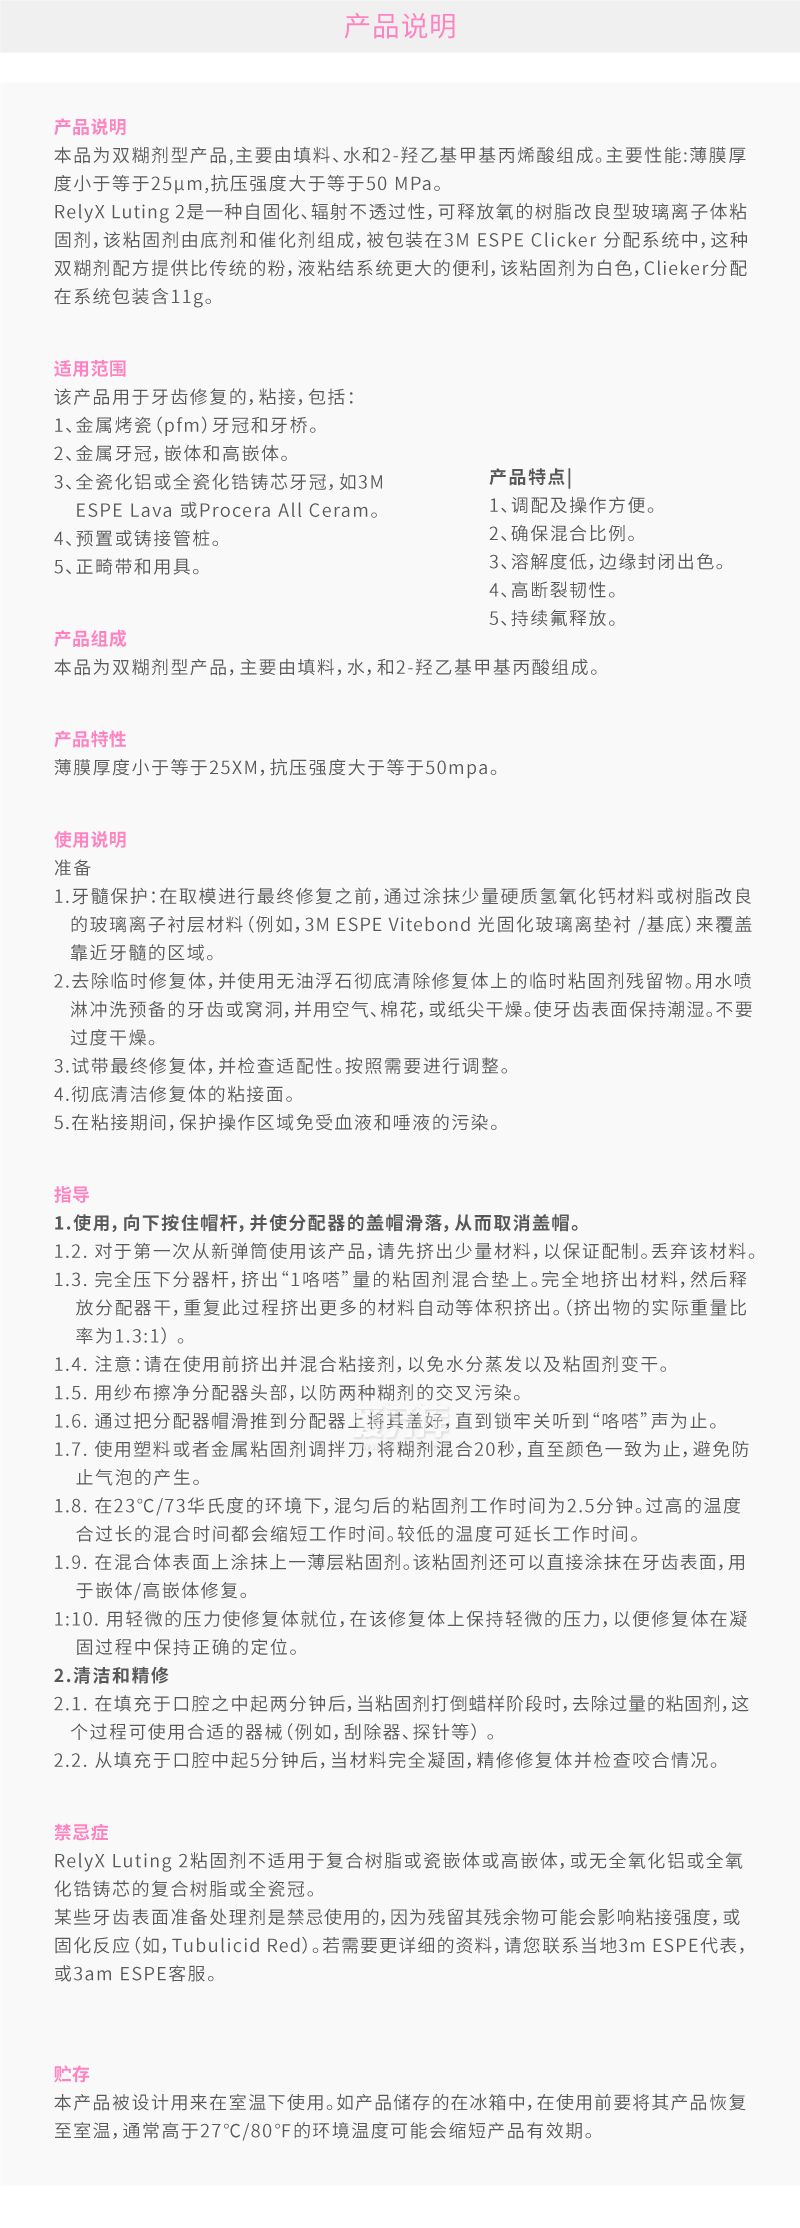 产品说明
产品说明
本品为双糊剂型产品,主要由填料、水和2-羟乙基甲基丙烯酸组成。主要性能:薄膜厚
度小于等于25μm,抗压强度大于等于50 MPa。
RelyX Luting 2是一种自固化、辐射不透过性，可释放氧的树脂改良型玻璃离子体粘
固剂，该粘固剂由底剂和催化剂组成，被包装在3M ESPE Clicker 分配系统中，这种
双糊剂配方提供比传统的粉，液粘结系统更大的便利，该粘固剂为白色，Clieker分配
在系统包装含11g。
适用范围
该产品用于牙齿修复的，粘接，包括：
1、金属烤瓷（pfm）牙冠和牙桥。
2、金属牙冠，嵌体和高嵌体。
3、全瓷化铝或全瓷化锆铸芯牙冠，如3M
ESPE Lava 或Procera All Ceram。
4、预置或铸接管桩。
5、正畸带和用具。
产品特点|
1、调配及操作方便。
2、确保混合比例。
3、溶解度低，边缘封闭出色。
4、高断裂韧性。
5、持续氟释放。
产品组成
本品为双糊剂型产品，主要由填料，水，和2-羟乙基甲基丙酸组成。
产品特性
薄膜厚度小于等于25XM，抗压强度大于等于50mpa。
使用说明
准备
1.牙髓保护：在取模进行最终修复之前，通过涂抹少量硬质氢氧化钙材料或树脂改良
的玻璃离子衬层材料（例如，3M ESPE Vitebond 光固化玻璃离垫衬 /基底）来覆盖
靠近牙髓的区域。
2.去除临时修复体，并使用无油浮石彻底清除修复体上的临时粘固剂残留物。用水喷
淋冲洗预备的牙齿或窝洞，并用空气、棉花，或纸尖干燥。使牙齿表面保持潮湿。不要
过度干燥。
3.试带最终修复体，并检查适配性。按照需要进行调整。
4.彻底清洁修复体的粘接面。
5.在粘接期间，保护操作区域免受血液和唾液的污染。
指导
1.使用，向下按住帽杆，并使分配器的盖帽滑落，从而取消盖帽。
1.2. 对于第一次从新弹筒使用该产品，请先挤出少量材料，以保证配制。丢弃该材料。
1.3. 完全压下分器杆，挤出“1咯嗒”量的粘固剂混合垫上。完全地挤出材料，然后释
放分配器干，重复此过程挤出更多的材料自动等体积挤出。（挤出物的实际重量比
率为1.3:1）。
1.4. 注意：请在使用前挤出并混合粘接剂，以免水分蒸发以及粘固剂变干。
1.5. 用纱布擦净分配器头部，以防两种糊剂的交叉污染。
1.6. 通过把分配器帽滑推到分配器上将其盖好，直到锁牢关听到“咯嗒”声为止。
1.7. 使用塑料或者金属粘固剂调拌刀，将糊剂混合20秒，直至颜色一致为止，避免防
止气泡的产生。
1.8. 在23℃/73华氏度的环境下，混匀后的粘固剂工作时间为2.5分钟。过高的温度
合过长的混合时间都会缩短工作时间。较低的温度可延长工作时间。
1.9. 在混合体表面上涂抹上一薄层粘固剂。该粘固剂还可以直接涂抹在牙齿表面，用
于嵌体/高嵌体修复。
1:10. 用轻微的压力使修复体就位，在该修复体上保持轻微的压力，以便修复体在凝
固过程中保持正确的定位。
2.清洁和精修
2.1. 在填充于口腔之中起两分钟后，当粘固剂打倒蜡样阶段时，去除过量的粘固剂，这
个过程可使用合适的器械（例如，刮除器、探针等）。
2.2. 从填充于口腔中起5分钟后，当材料完全凝固，精修修复体并检查咬合情况。
禁忌症
RelyX Luting 2粘固剂不适用于复合树脂或瓷嵌体或高嵌体，或无全氧化铝或全氧
化锆铸芯的复合树脂或全瓷冠。
某些牙齿表面准备处理剂是禁忌使用的，因为残留其残余物可能会影响粘接强度，或
固化反应（如，Tubulicid Red）。若需要更详细的资料，请您联系当地3m ESPE代表，
或3am ESPE客服。
贮存
本产品被设计用来在室温下使用。如产品储存的在冰箱中，在使用前要将其产品恢复
至室温，通常高于27℃/80℉的环境温度可能会缩短产品有效期。